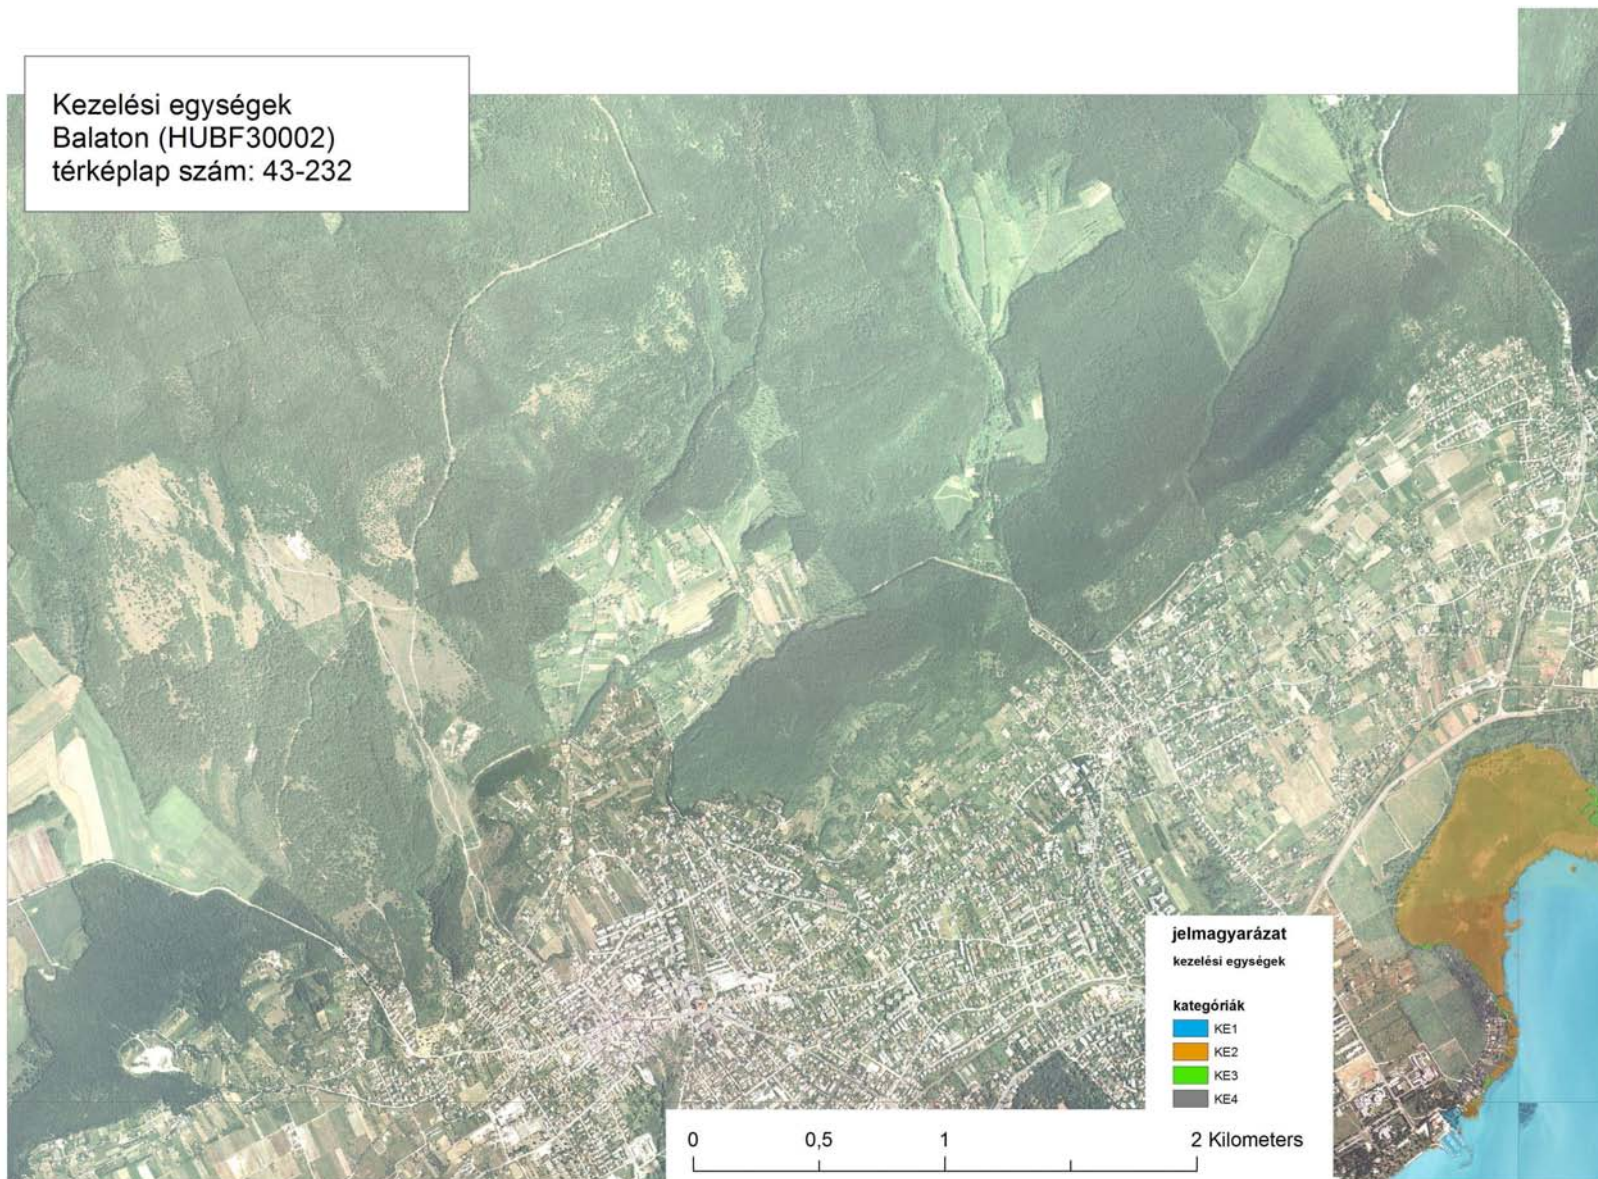 Kezelési egységek
Balaton (HUBF30002)
térképlap szám: 43-232
jelmagyarázat
kezelési egységek
kategóriák
KE1
KE2
KE3
KE4
0 0,5 1 2 Kilometers